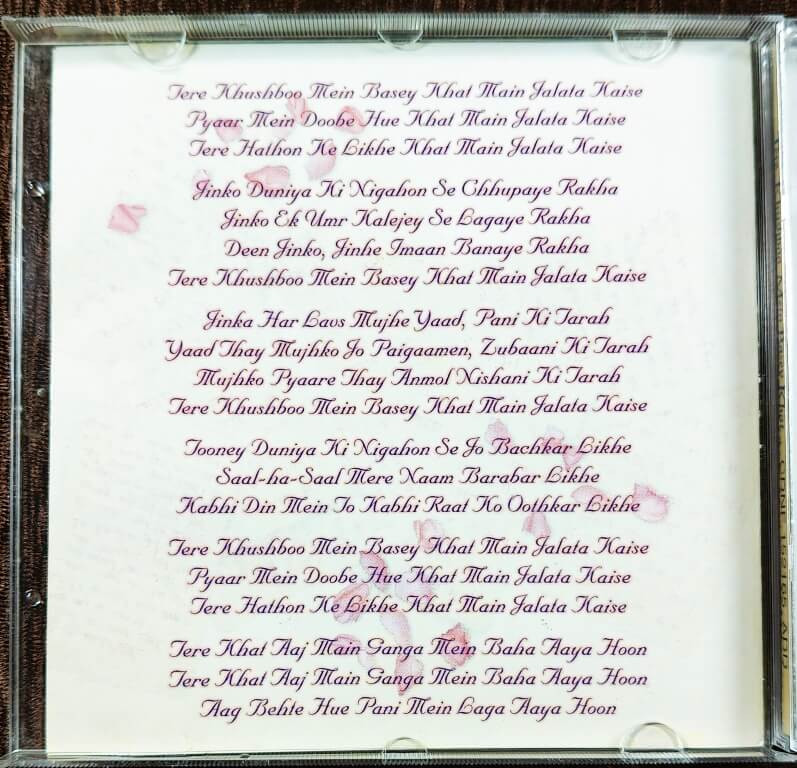 Tere Khushboo Mein Basey Khat Main Jalata Kaise
Pyaar Mein Doobe Hue Khat Main Jalata Kaise
Tere Hathon Ke Likhe Khat Main Jalata Kaise
Jinko Duniya Ki Nigahon Se Chhupaye Rakha
Jinko Ek Umr Kalejey Se Lagaye Rakha
Deen Jinko, Jinhe Imaan Banaye Rakha
Tere Khushboo Mein Basey Khat Main Jalata Kaise
Jinka Har Lavs Mujhe Yaad, Pani Ki Tarah
Yaad Thay Mujhko Jo Paigaamen, Zubaani Ki Tarah
Mujhko Pyaare Thay Anmol Nishani Ki Tarah
Tere Khushboo Mein Basey Khat Main Jalata Kaise
Tooney Duniya Ki Nigahon Se Jo Bachkar Likhe
Saal-ha-Saal Mere Naam Barabar Likhe
Kabhi Din Mein To Kabhi Raat Ko Oothkar Likhe
Tere Khushboo Mein Basey Khat Main Jalata Kaise
Pyaar Mein Doobe Hue Khat Main Jalata Kaise
Tere Hathon Ke Likhe Khat Main Jalata Kaise
Tere Khat Aaj Main Ganga Mein Baha Aaya Hoon
Tere Khat Aaj Main Ganga Mein Baha Aaya Hoon
Aag Behte Hue Pani Mein Laga Aaya Hoon